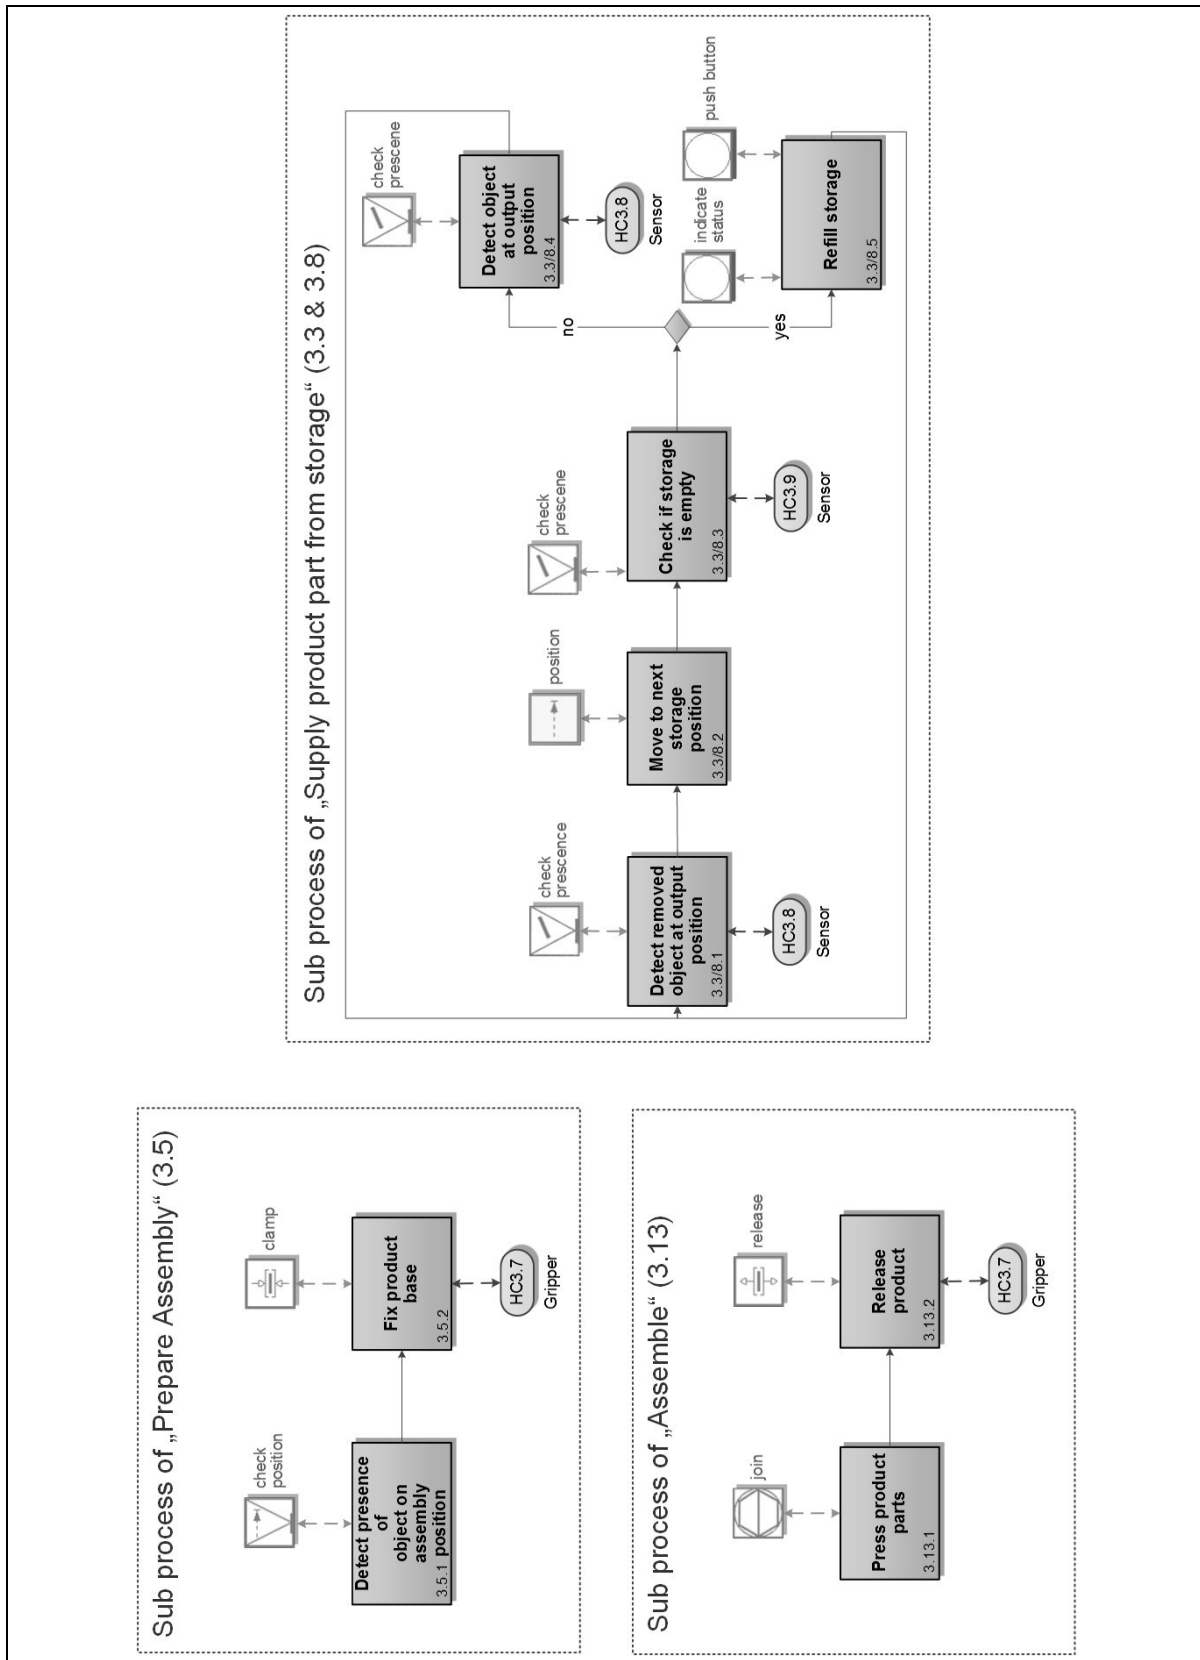 Sub process of „Prepare Assembly“ (3.5)
check
position
Detect presence
of
object on
assembly
position
3.5.1
clamp
Fix product
base
3.5.2
HC3.7
Gripper
Sub process of „Assemble“ (3.13)
join
Press product
parts
3.13.1
release
Release
product
3.13.2
HC3.7
Gripper
Sub process of „Supply product part from storage“ (3.3 & 3.8)
check
prescence
Detect removed
object at output
position
3.3/8.1
HC3.8
Sensor
position
Move to next
storage
position
3.3/8.2
check
prescene
Check if storage
is empty
3.3/8.3
HC3.9
Sensor
no
yes
check
prescene
Detect object
at output
position
3.3/8.4
HC3.8
Sensor
indicate
status
push button
Refill storage
3.3/8.5